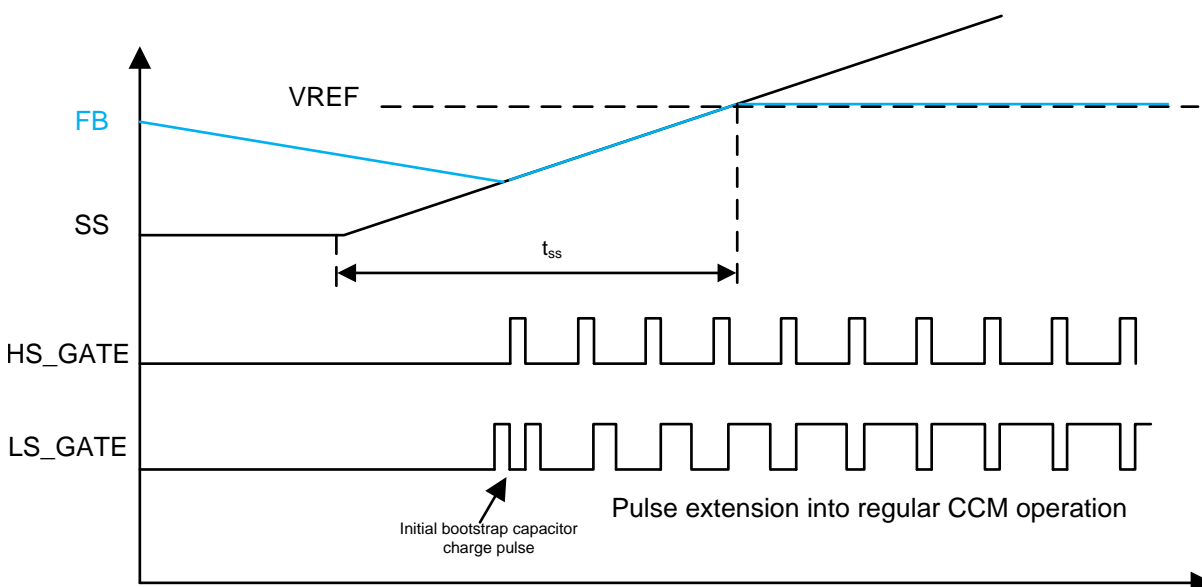 VREF
FB
SS
tss
HS_GATE
LS_GATE
Initial bootstrap capacitor
charge pulse
Pulse extension into regular CCM operation